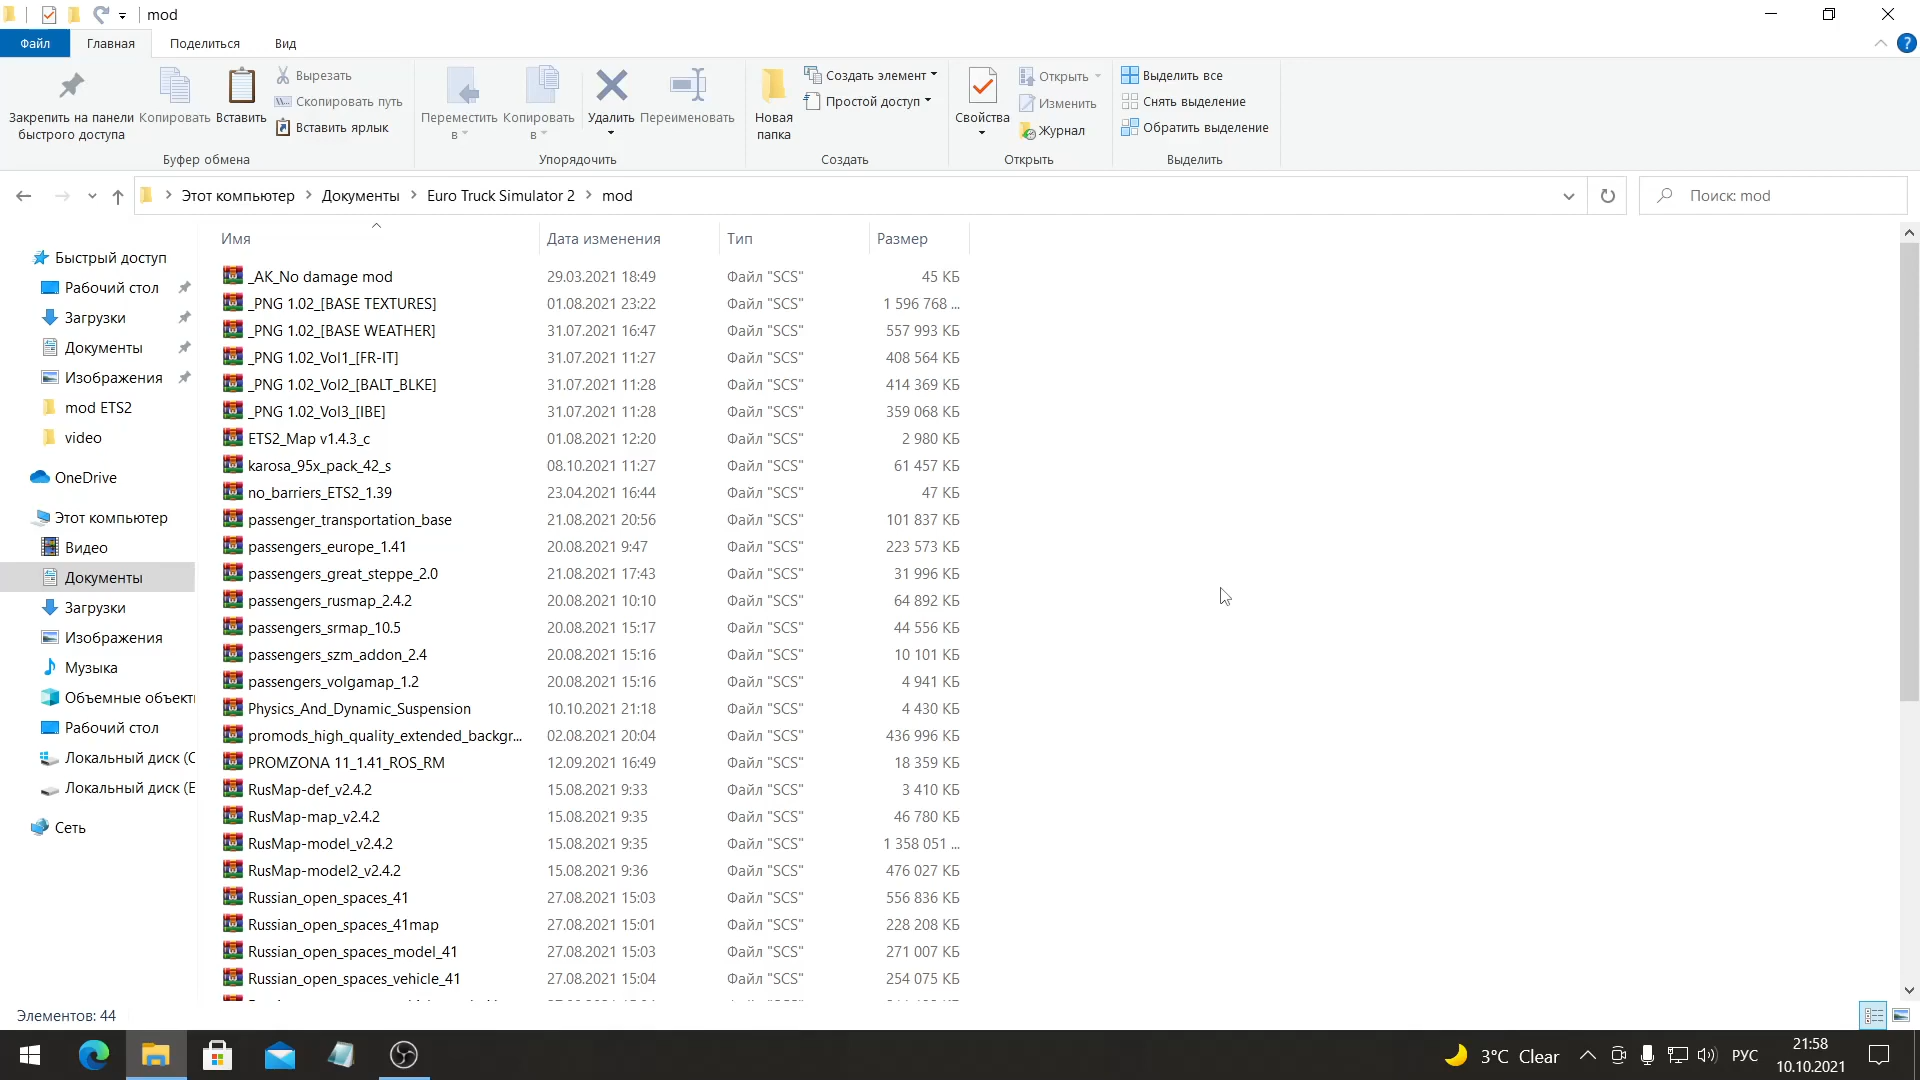 mod
Файл
Главная
Поделиться
Вид
Закрепить на панели
быстрого доступа
Копировать
Вставить
Вырезать
Скопировать путь
Вставить ярлык
Буфер обмена
Переместить
в
Копировать
в
Удалить
Переименовать
Упорядочить
Новая
папка
Создать элемент
Простой доступ
Создать
Свойства
Открыть
Изменить
Журнал
Открыть
Выделить все
Снять выделение
Обратить выделение
Выделить
Этот компьютер
Документы
Euro Truck Simulator 2
mod
Поиск: mod
Быстрый доступ
Рабочий стол
Загрузки
Документы
Изображения
mod ETS2
video
OneDrive
Этот компьютер
Видео
Документы
Загрузки
Изображения
Музыка
Объемные объект
Рабочий стол
Локальный диск (C
Локальный диск (E
Сеть
Имя Дата изменения Тип Размер
_AK_No damage mod 29.03.2021 18:49 Файл "SCS" 45 КБ
_PNG 1.02_[BASE TEXTURES] 01.08.2021 23:22 Файл "SCS" 1 596 768 ...
_PNG 1.02_[BASE WEATHER] 31.07.2021 16:47 Файл "SCS" 557 993 КБ
_PNG 1.02_Vol1_[FR-IT] 31.07.2021 11:27 Файл "SCS" 408 564 КБ
_PNG 1.02_Vol2_[BALT_BLKE] 31.07.2021 11:28 Файл "SCS" 414 369 КБ
_PNG 1.02_Vol3_[IBE] 31.07.2021 11:28 Файл "SCS" 359 068 КБ
ETS2_Map v1.4.3_c 01.08.2021 12:20 Файл "SCS" 2 980 КБ
karosa_95x_pack_42_s 08.10.2021 11:27 Файл "SCS" 61 457 КБ
no_barriers_ETS2_1.39 23.04.2021 16:44 Файл "SCS" 47 КБ
passenger_transportation_base 21.08.2021 20:56 Файл "SCS" 101 837 КБ
passengers_europe_1.41 20.08.2021 9:47 Файл "SCS" 223 573 КБ
passengers_great_steppe_2.0 21.08.2021 17:43 Файл "SCS" 31 996 КБ
passengers_rusmap_2.4.2 20.08.2021 10:10 Файл "SCS" 64 892 КБ
passengers_srmap_10.5 20.08.2021 15:17 Файл "SCS" 44 556 КБ
passengers_szm_addon_2.4 20.08.2021 15:16 Файл "SCS" 10 101 КБ
passengers_volgamap_1.2 20.08.2021 15:16 Файл "SCS" 4 941 КБ
Physics_And_Dynamic_Suspension 10.10.2021 21:18 Файл "SCS" 4 430 КБ
promods_high_quality_extended_backgr... 02.08.2021 20:04 Файл "SCS" 436 996 КБ
PROMZONA 11_1.41_ROS_RM 12.09.2021 16:49 Файл "SCS" 18 359 КБ
RusMap-def_v2.4.2 15.08.2021 9:33 Файл "SCS" 3 410 КБ
RusMap-map_v2.4.2 15.08.2021 9:35 Файл "SCS" 46 780 КБ
RusMap-model_v2.4.2 15.08.2021 9:35 Файл "SCS" 1 358 051 ...
RusMap-model2_v2.4.2 15.08.2021 9:36 Файл "SCS" 476 027 КБ
Russian_open_spaces_41 27.08.2021 15:03 Файл "SCS" 556 836 КБ
Russian_open_spaces_41map 27.08.2021 15:01 Файл "SCS" 228 208 КБ
Russian_open_spaces_model_41 27.08.2021 15:03 Файл "SCS" 271 007 КБ
Russian_open_spaces_vehicle_41 27.08.2021 15:04 Файл "SCS" 254 075 КБ
Элементов: 44
3°C Clear
РУС
21:58
10.10.2021